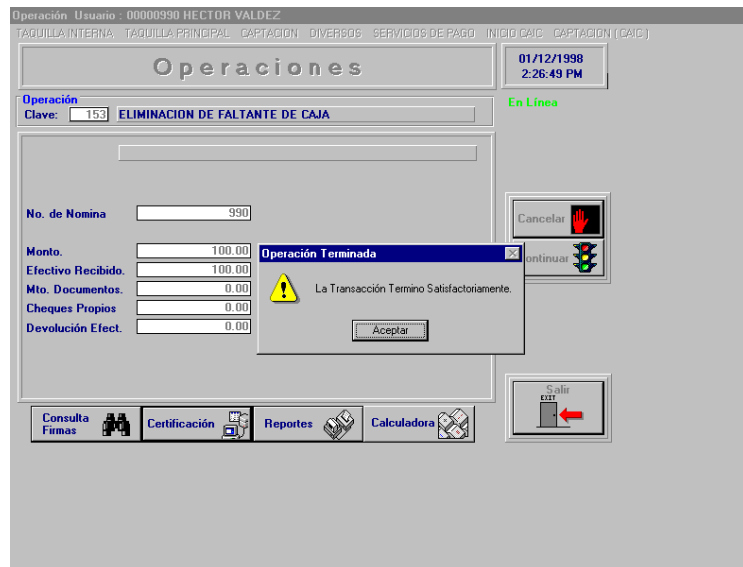 Operación Usuario : 00000990 HECTOR VALDEZ
TAQUILLA INTERNA. TAQUILLA PRINCIPAL CAPTACION DIVERSOS SERVICIOS DE PAGO INICIO CAIC CAPTACION ( CAIC )
Operaciones
01/12/1998
2:26:49 PM
Operación
Clave: 153 ELIMINACION DE FALTANTE DE CAJA
En Línea
No. de Nomina 990
Cancelar
Monto. 100.00
Operación Terminada
ontinuar
Efectivo Recibido. 100.00
Mto. Documentos. 0.00
La Transacción Termino Satisfactoriamente.
Cheques Propios 0.00
Devolución Efect. 0.00
Aceptar
Salir
EXIT
Consulta
Firmas
Certificación
Reportes
Calculadora